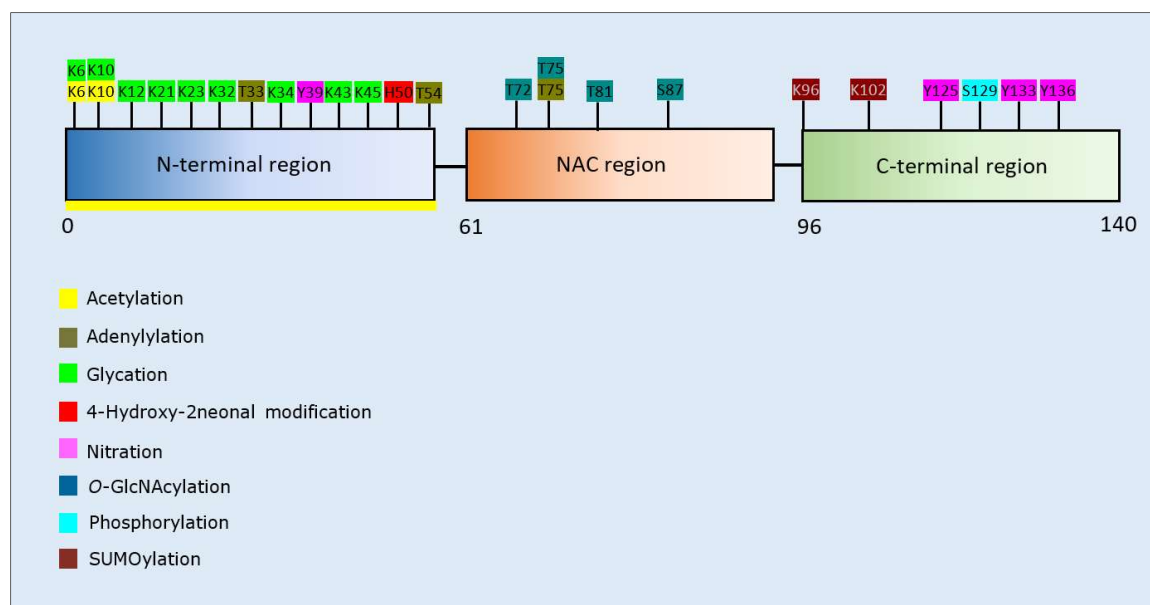 K6 K10 T75
K6 K10 K12 K21 K23 K32 T33 K34 Y39 K43 K45 H50 T54 T72 T75 T81 S87 K96 K102 Y125 S129 Y133 Y136
N-terminal region NAC region C-terminal region
0 61 96 140
Acetylation
Adenylylation
Glycation
4-Hydroxy-2neonal modification
Nitration
O-GlcNAcylation
Phosphorylation
SUMOylation